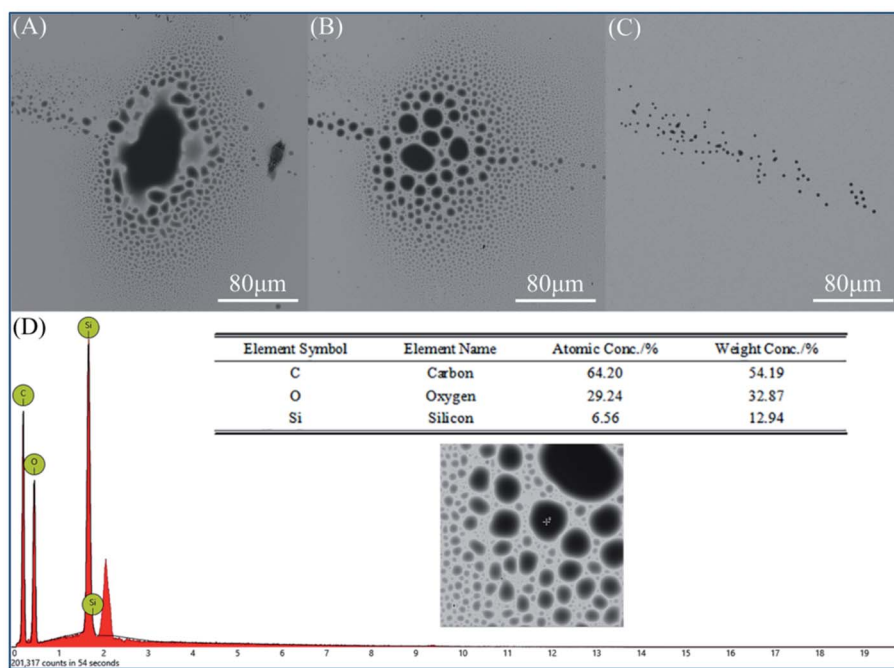 (A) (B) (C)
80μm 80μm 80μm
(D)
Si
C
O
Si
Element Symbol Element Name Atomic Conc./% Weight Conc./%
C Carbon 64.20 54.19
O Oxygen 29.24 32.87
Si Silicon 6.56 12.94
0 1 2 3 4 5 6 7 8 9 10 11 12 13 14 15 16 17 18 19
201,317 counts in 54 seconds